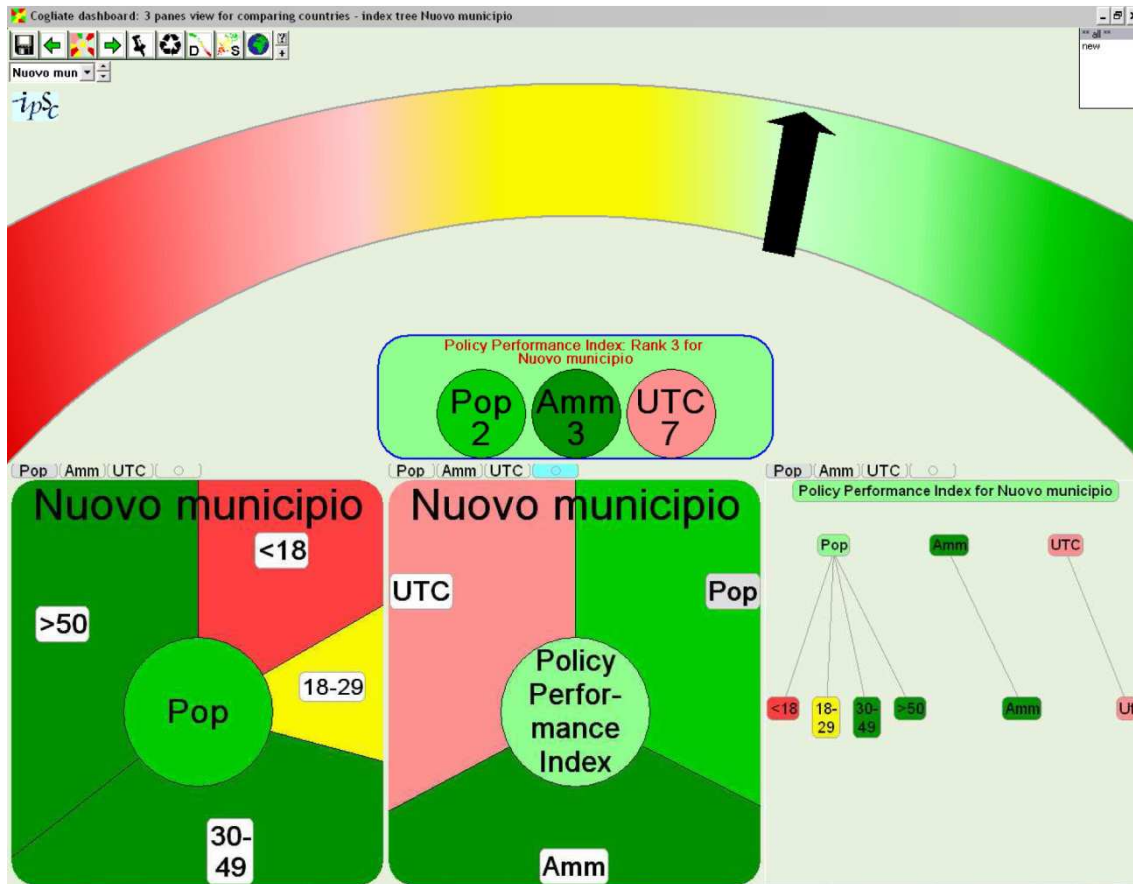 Cogliate dashboard: 3 panes view for comparing countries - index tree Nuovo municipio
D
S
?
+
** all **
new
Nuovo mun
ipSc
Policy Performance Index: Rank 3 for
Nuovo municipio
Pop
2
Amm
3
UTC
7
Pop Amm UTC
Pop Amm UTC
Pop Amm UTC
Nuovo municipio
<18
>50
18-29
Pop
30-
49
Nuovo municipio
UTC
Pop
Policy
Perfor-
mance
Index
Amm
Policy Performance Index for Nuovo municipio
Pop
Amm
UTC
<18
18-
29
30-
49
>50
Amm